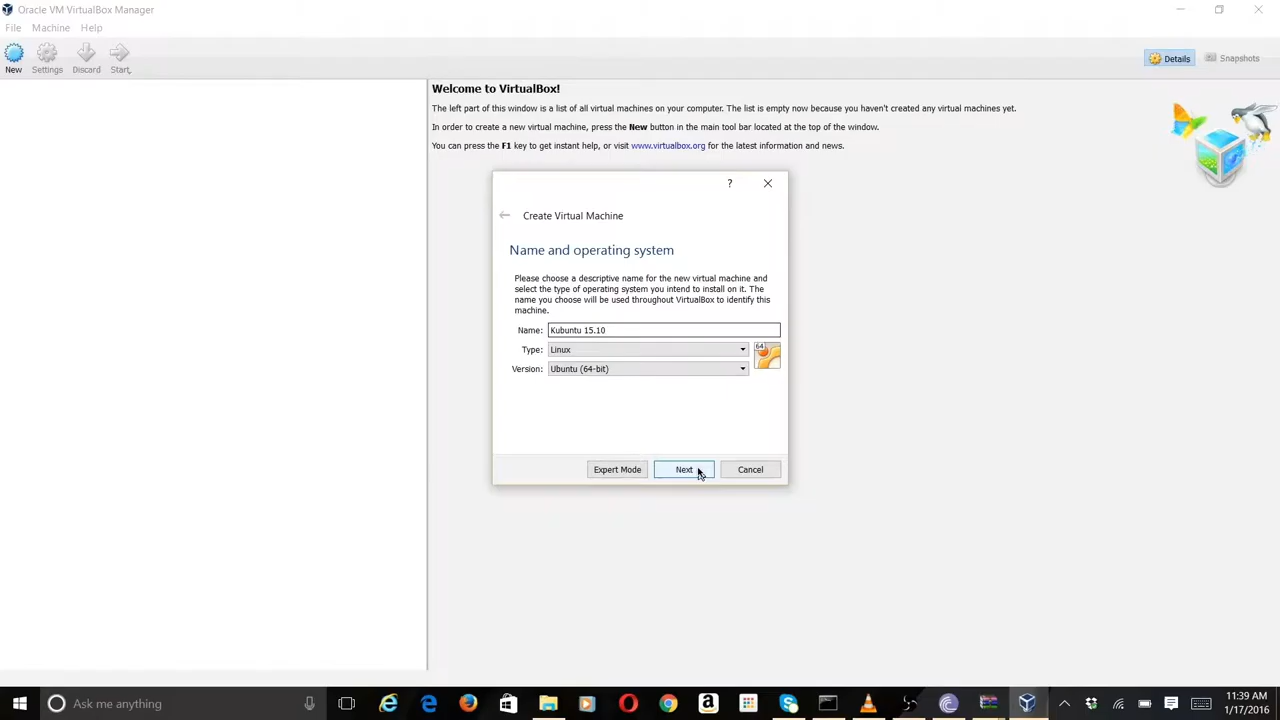 Oracle VM VirtualBox Manager
File Machine Help
New Settings Discard Start
Details Snapshots
Welcome to VirtualBox!
The left part of this window is a list of all virtual machines on your computer. The list is empty now because you haven't created any virtual machines yet.
In order to create a new virtual machine, press the New button in the main tool bar located at the top of the window.
You can press the F1 key to get instant help, or visit www.virtualbox.org for the latest information and news.
?
Create Virtual Machine
Name and operating system
Please choose a descriptive name for the new virtual machine and
select the type of operating system you intend to install on it. The
name you choose will be used throughout VirtualBox to identify this
machine.
Name: Kubuntu 15.10
Type: Linux
64
Version: Ubuntu (64-bit)
Expert Mode Next Cancel
Ask me anything
11:39 AM
1/17/2016